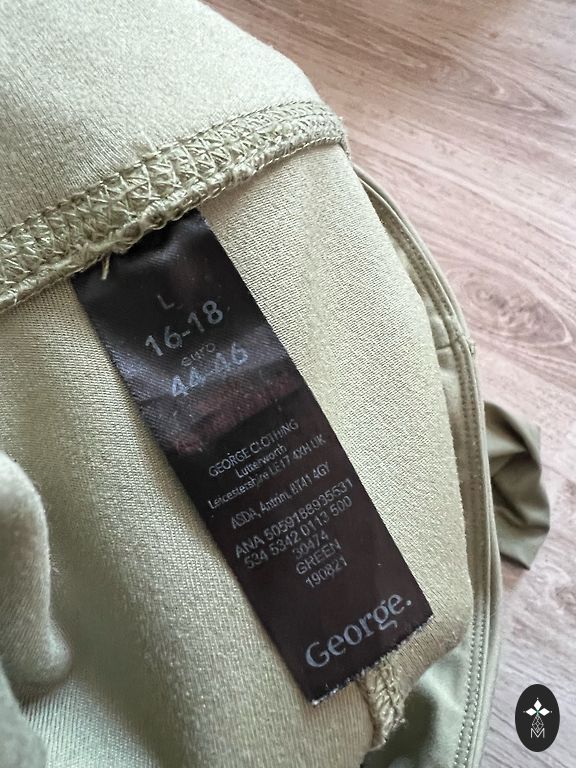 L
16-18
Euro
44-46
GEORGE CLOTHING
Lutterworth
Leicestershire LE17 4XH UK
ASDA, Antrim, BT41 4GY
ANA 5059188935631
534 5342 0113 500
30474
GREEN
190821
George.
M